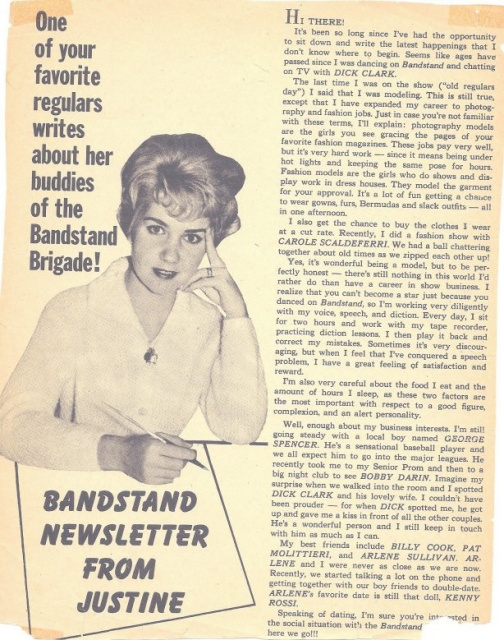 One
of your
favorite
regulars
writes
about her
buddies
of the
Bandstand
Brigade!
BANDSTAND
NEWSLETTER
FROM
JUSTINE
HI THERE!
It's been so long since I've had the opportunity
to sit down and write the latest happenings that I
don't know where to begin. Seems like ages have
passed since I was dancing on Bandstand and chatting
on TV with DICK CLARK.
The last time I was on the show ("old regulars
day") I said that I was modeling. This is still true,
except that I have expanded my career to photog-
raphy and fashion jobs. Just in case you're not familiar
with these terms, I'll explain: photography models
are the girls you see gracing the pages of your
favorite fashion magazines. These jobs pay very well,
but it's very hard work — since it means being under
hot lights and keeping the same pose for hours.
Fashion models are the girls who do shows and dis-
play work in dress houses. They model the garment
for your approval. It's a lot of fun getting a chance
to wear gowns, furs, Bermudas and slack outfits — all
in one afternoon.
I also get the chance to buy the clothes I wear
at a cut rate. Recently, I did a fashion show with
CAROLE SCALDEFERRI. We had a ball chattering
together about old times as we zipped each other up!
Yes, it's wonderful being a model, but to be per-
fectly honest — there's still nothing in this world I'd
rather do than have a career in show business. I
realize that you can't become a star just because you
danced on Bandstand, so I'm working very diligently
with my voice, speech, and diction. Every day, I sit
for two hours and work with my tape recorder,
practicing diction lessons. I then play it back and
correct my mistakes. Sometimes it's very discour-
aging, but when I feel that I've conquered a speech
problem, I have a great feeling of satisfaction and
reward.
I'm also very careful about the food I eat and the
amount of hours I sleep, as these two factors are
the most important with respect to a good figure,
complexion, and an alert personality.
Well, enough about my business interests. I'm still
going steady with a local boy named GEORGE
SPENCER. He's a sensational baseball player and
we all expect him to go into the major leagues. He
recently took me to my Senior Prom and then to a
big night club to see BOBBY DARIN. Imagine my
surprise when we walked into the room and I spotted
DICK CLARK and his lovely wife. I couldn't have
been prouder — for when DICK spotted me, he got
up and gave me a kiss in front of all the other couples.
He's a wonderful person and I still keep in touch
with him as much as I can.
My best friends include BILLY COOK, PAT
MOLITTIERI, and ARLENE SULLIVAN. AR-
LENE and I were never as close as we are now.
Recently, we started talking a lot on the phone and
getting together with our boy friends to double-date.
ARLENE'S favorite date is still that doll, KENNY
ROSSI.
Speaking of dating, I'm sure you're in
the social situation with the Bandstand
here we go!!!